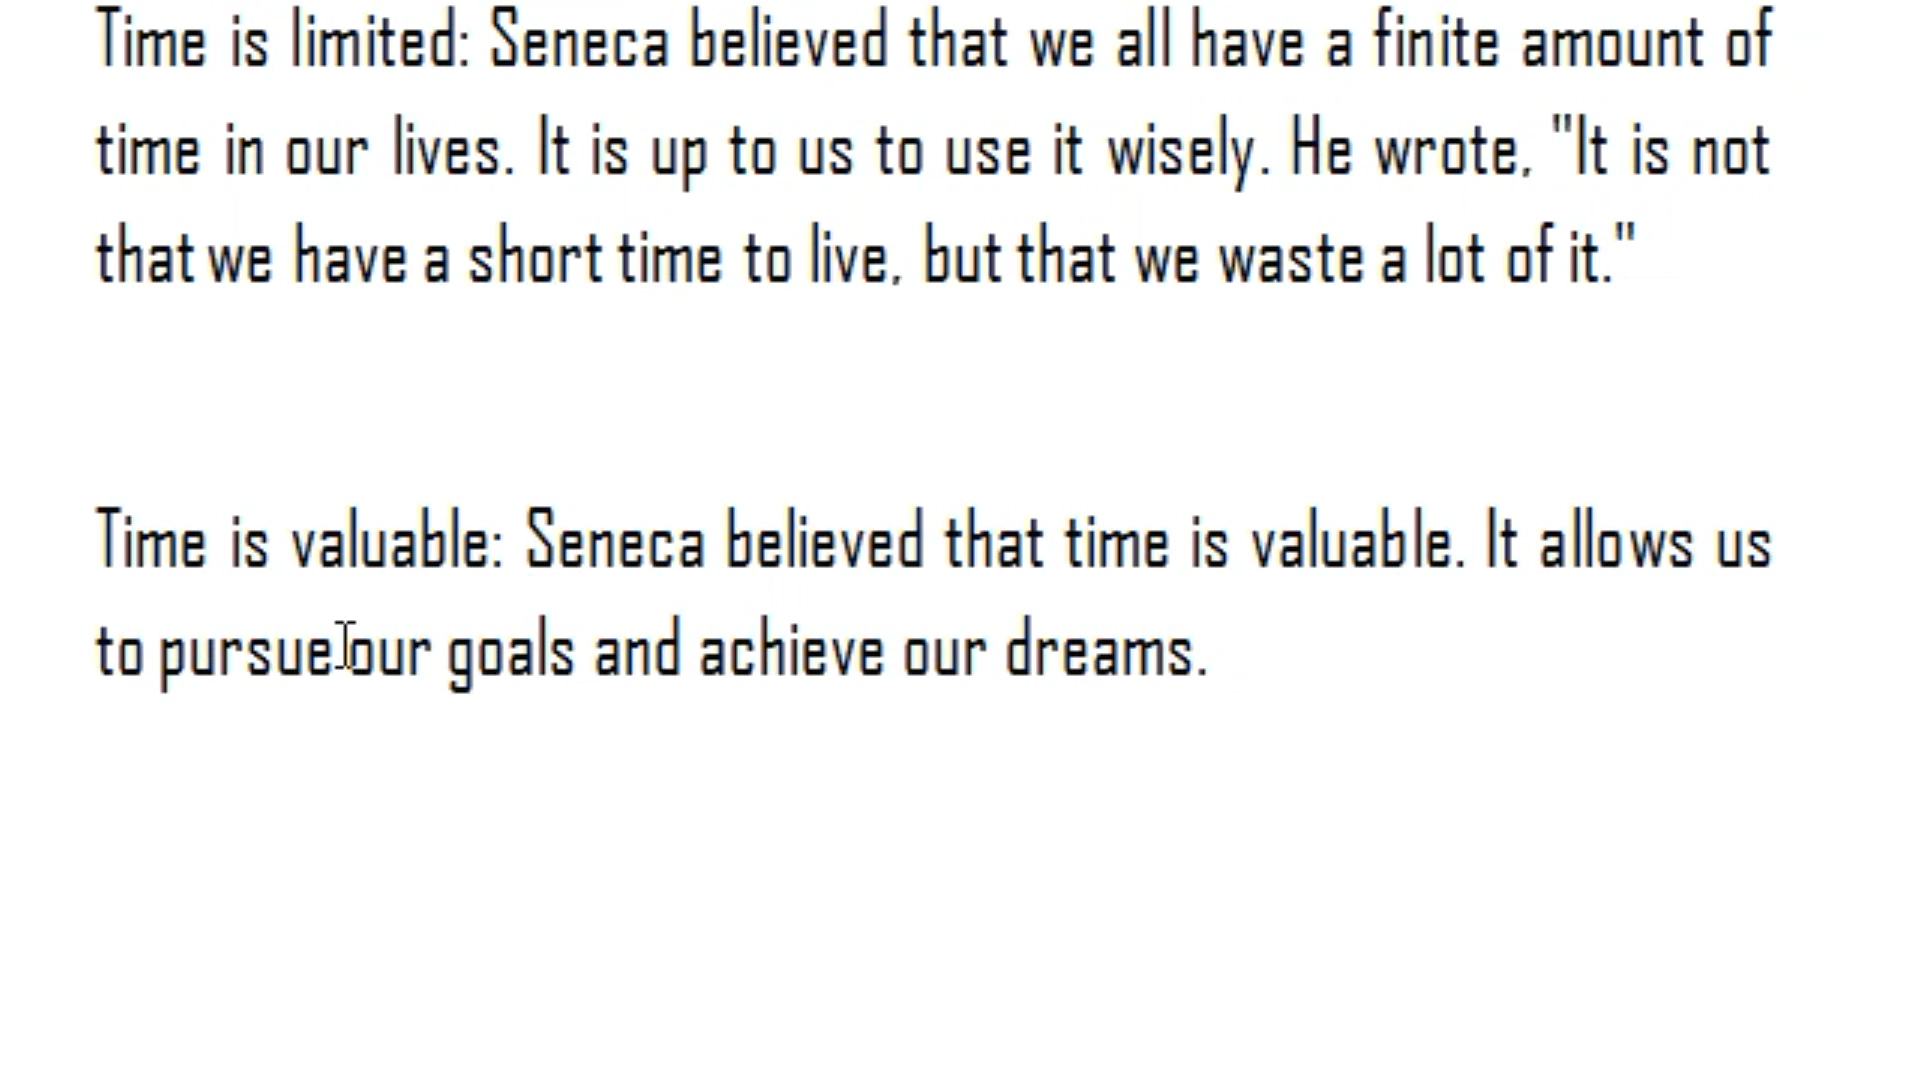 Time is limited: Seneca believed that we all have a finite amount of
time in our lives. It is up to us to use it wisely. He wrote, "It is not
that we have a short time to live, but that we waste a lot of it."
Time is valuable: Seneca believed that time is valuable. It allows us
to pursue our goals and achieve our dreams.